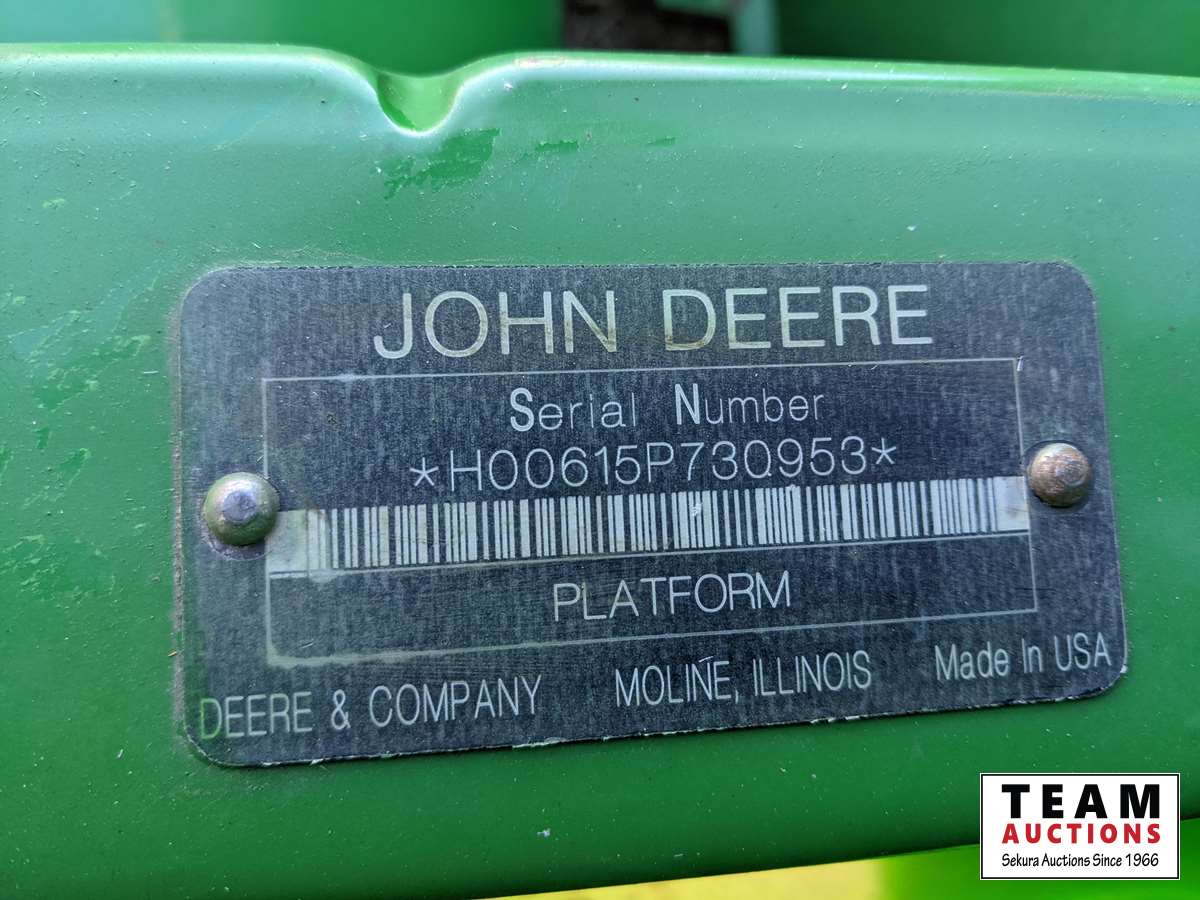 JOHN DEERE
Serial Number
*H00615P730953*
PLATFORM
DEERE & COMPANY MOLINE, ILLINOIS Made In USA
TEAM
AUCTIONS
Sekura Auctions Since 1966